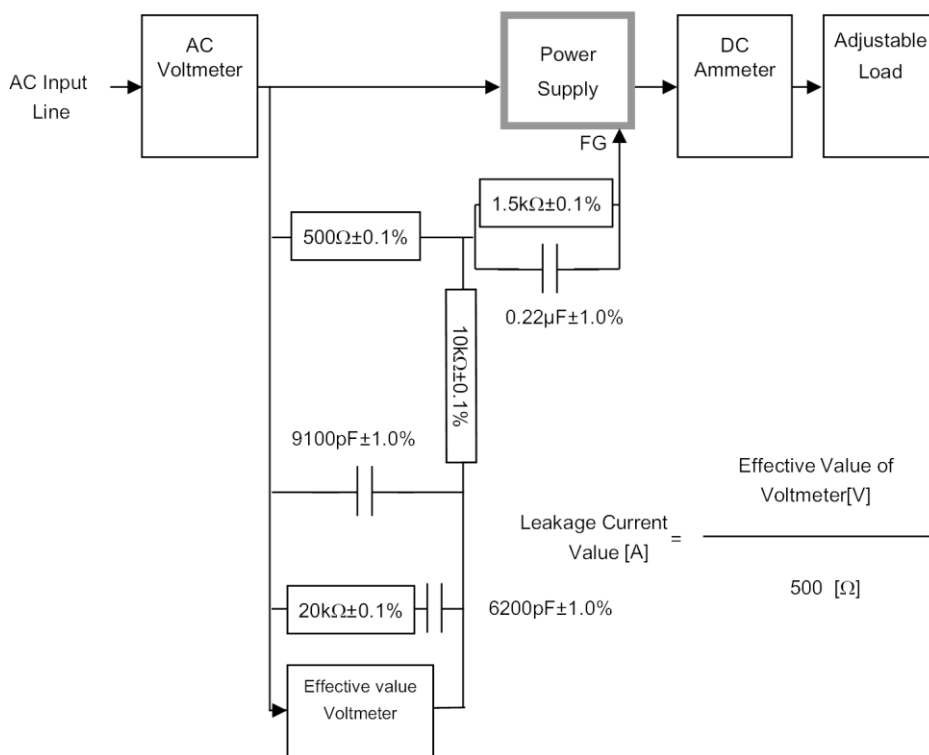 AC Input
Line
AC
Voltmeter
Power
Supply
DC
Ammeter
Adjustable
Load
FG
1.5kΩ±0.1%
500Ω±0.1%
0.22µF±1.0%
10kΩ±0.1%
9100pF±1.0%
Effective Value of
Voltmeter[V]
Leakage Current
Value [A]
=
500 [Ω]
20kΩ±0.1%
6200pF±1.0%
Effective value
Voltmeter